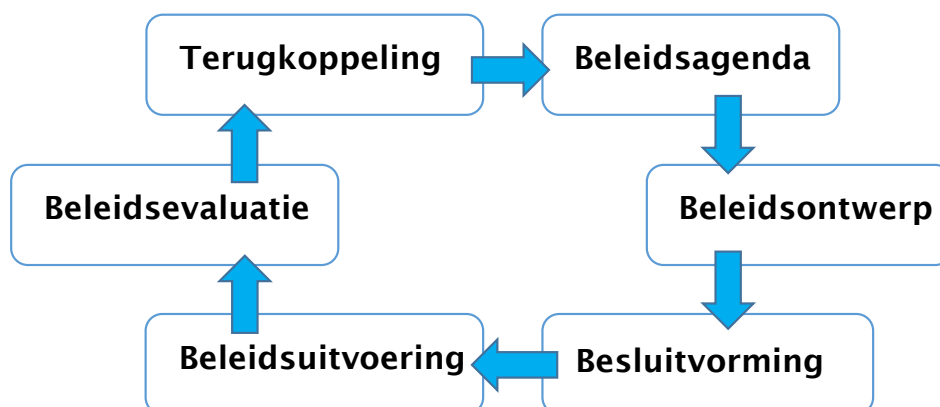 Terugkoppeling
Beleidsagenda
Beleidsevaluatie
Beleidsontwerp
Beleidsuitvoering
Besluitvorming